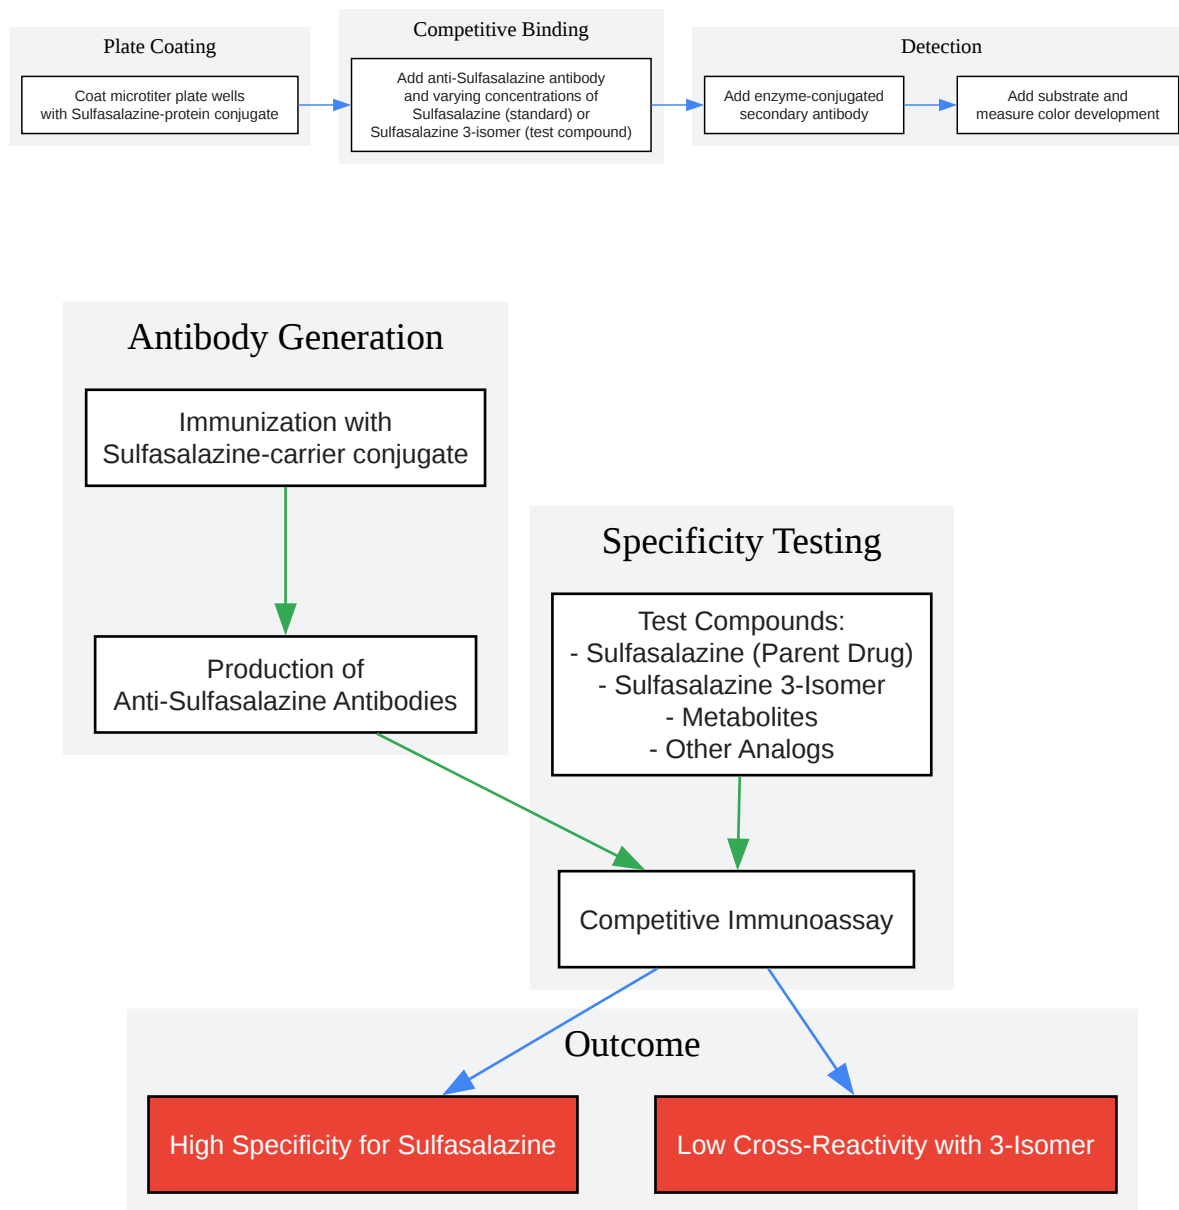 Plate Coating
Coat microtiter plate wells
with Sulfasalazine-protein conjugate
Competitive Binding
Add anti-Sulfasalazine antibody
and varying concentrations of
Sulfasalazine (standard) or
Sulfasalazine 3-isomer (test compound)
Detection
Add enzyme-conjugated
secondary antibody
Add substrate and
measure color development
Antibody Generation
Immunization with
Sulfasalazine-carrier conjugate
Production of
Anti-Sulfasalazine Antibodies
Specificity Testing
Test Compounds:
- Sulfasalazine (Parent Drug)
- Sulfasalazine 3-Isomer
- Metabolites
- Other Analogs
Competitive Immunoassay
Outcome
High Specificity for Sulfasalazine
Low Cross-Reactivity with 3-Isomer